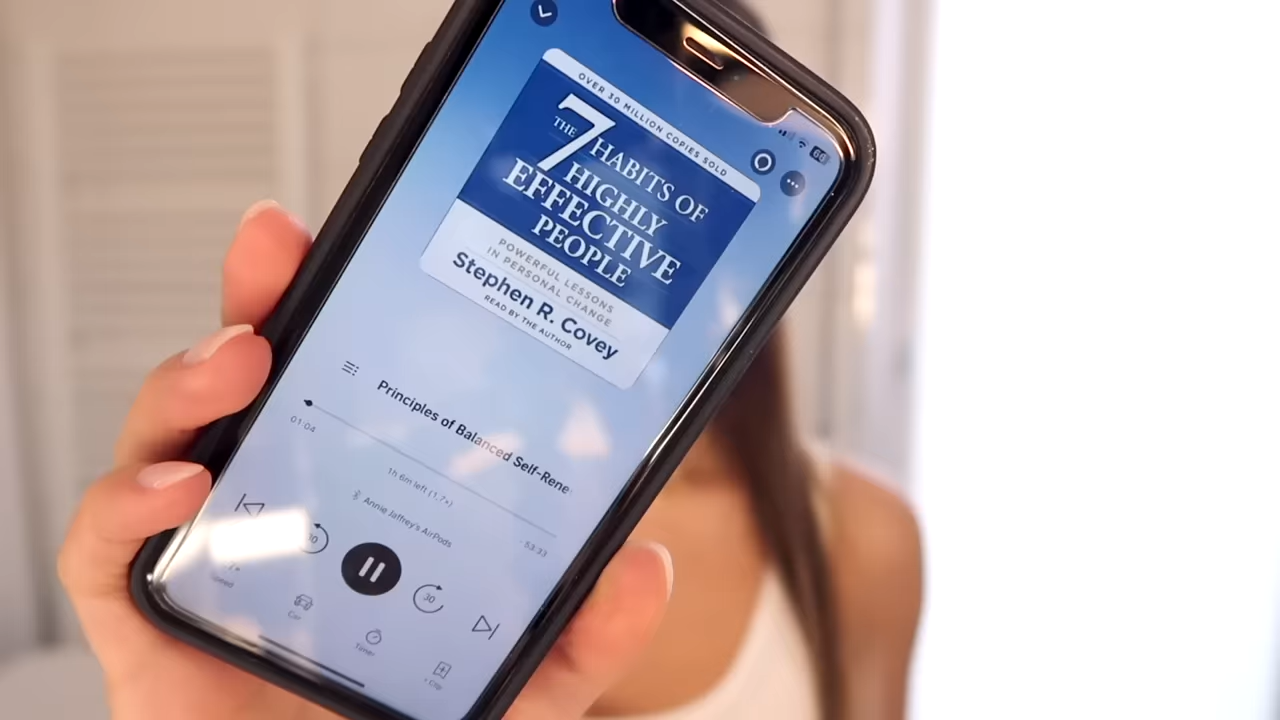 66
OVER 30 MILLION COPIES SOLD
THE 7 HABITS OF
HIGHLY
EFFECTIVE
PEOPLE
POWERFUL LESSONS
IN PERSONAL CHANGE
Stephen R. Covey
READ BY THE AUTHOR
Principles of Balanced Self-Rene
01:04
1h 6m left (1.7×)
- 53:33
Annie Jaffrey's AirPods
30
30
Car
Timer
+ Clip